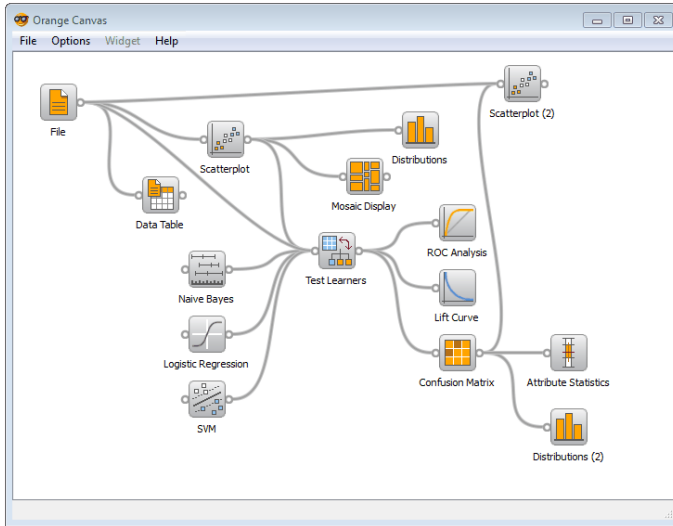 Orange Canvas
File Options Widget Help
Scatterplot (2)
File
Scatterplot
Distributions
Mosaic Display
Data Table
ROC Analysis
Test Learners
Naive Bayes
Lift Curve
Logistic Regression
Confusion Matrix
Attribute Statistics
SVM
Distributions (2)